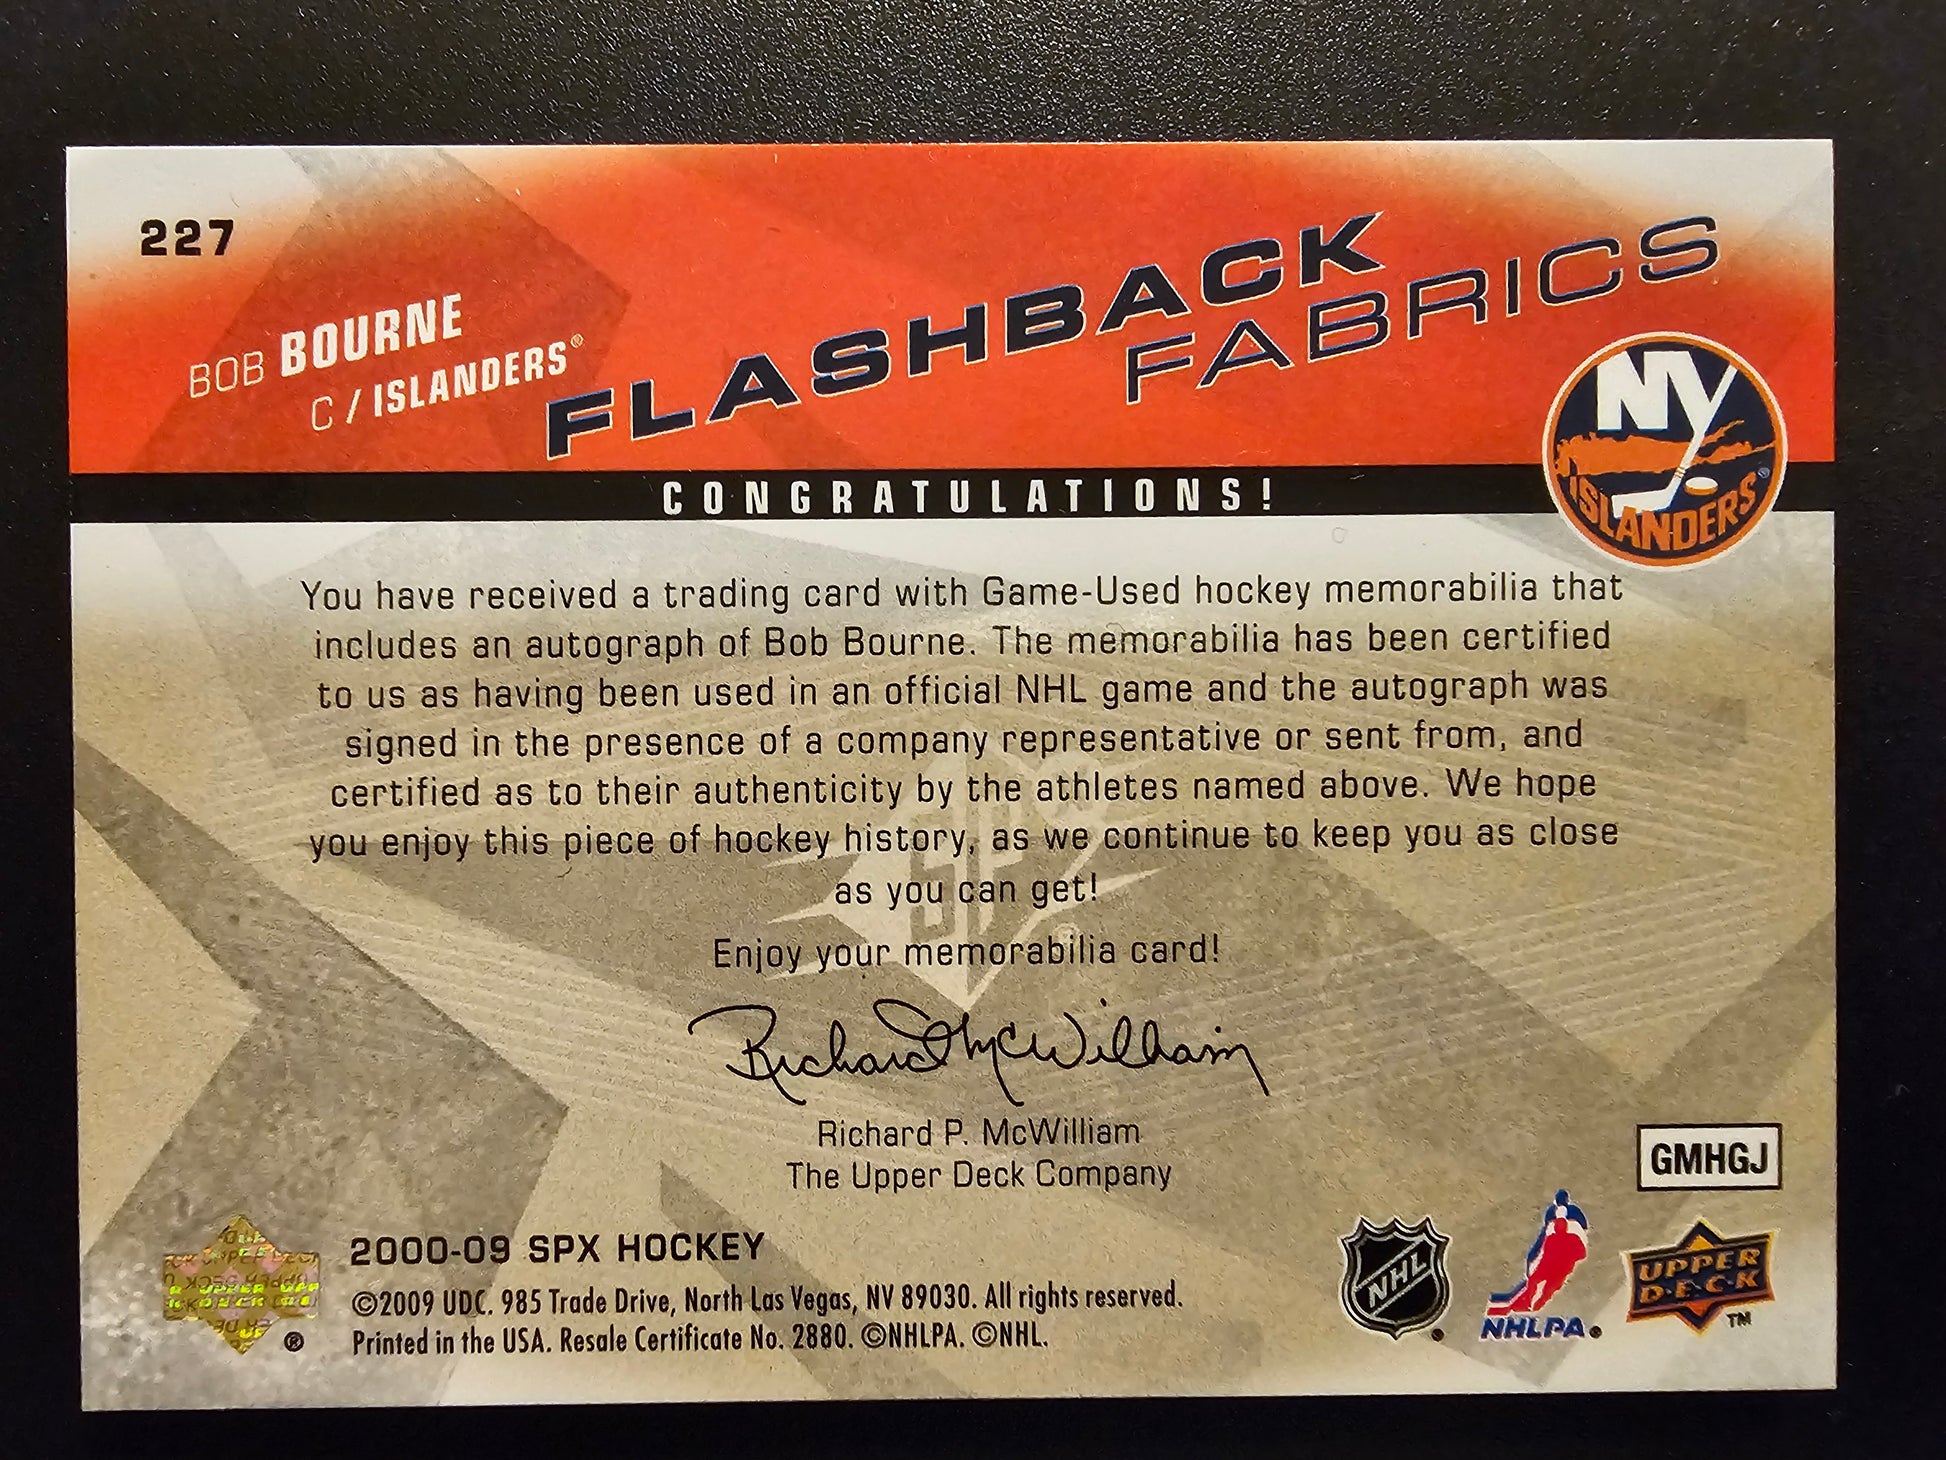 227
BOB BOURNE
C / ISLANDERS®
FLASHBACK
FABRICS
NY
ISLANDERS
CONGRATULATIONS!
You have received a trading card with Game-Used hockey memorabilia that
includes an autograph of Bob Bourne. The memorabilia has been certified
to us as having been used in an official NHL game and the autograph was
signed in the presence of a company representative or sent from, and
certified as to their authenticity by the athletes named above. We hope
you enjoy this piece of hockey history, as we continue to keep you as close
as you can get!
Enjoy your memorabilia card!
Richard McWilliam
Richard P. McWilliam
The Upper Deck Company
GMHGJ
2000-09 SPX HOCKEY
©2009 UDC. 985 Trade Drive, North Las Vegas, NV 89030. All rights reserved.
Printed in the USA. Resale Certificate No. 2880. ©NHLPA. ©NHL.
NHL
NHLPA®
UPPER
D·E·C·K
TM